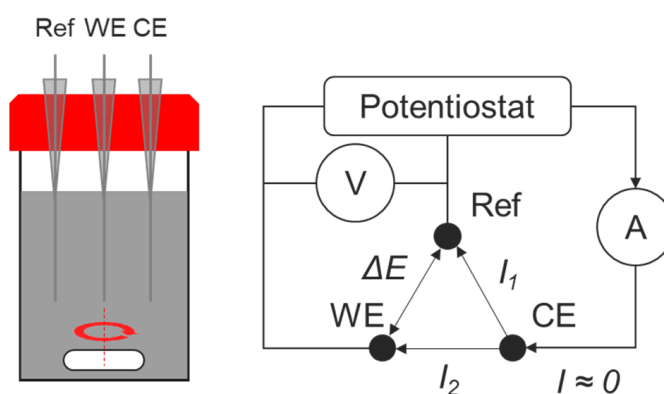 Ref WE CE
Potentiostat
V
Ref
A
ΔE
I₁
WE
CE
I₂
I ≈ 0